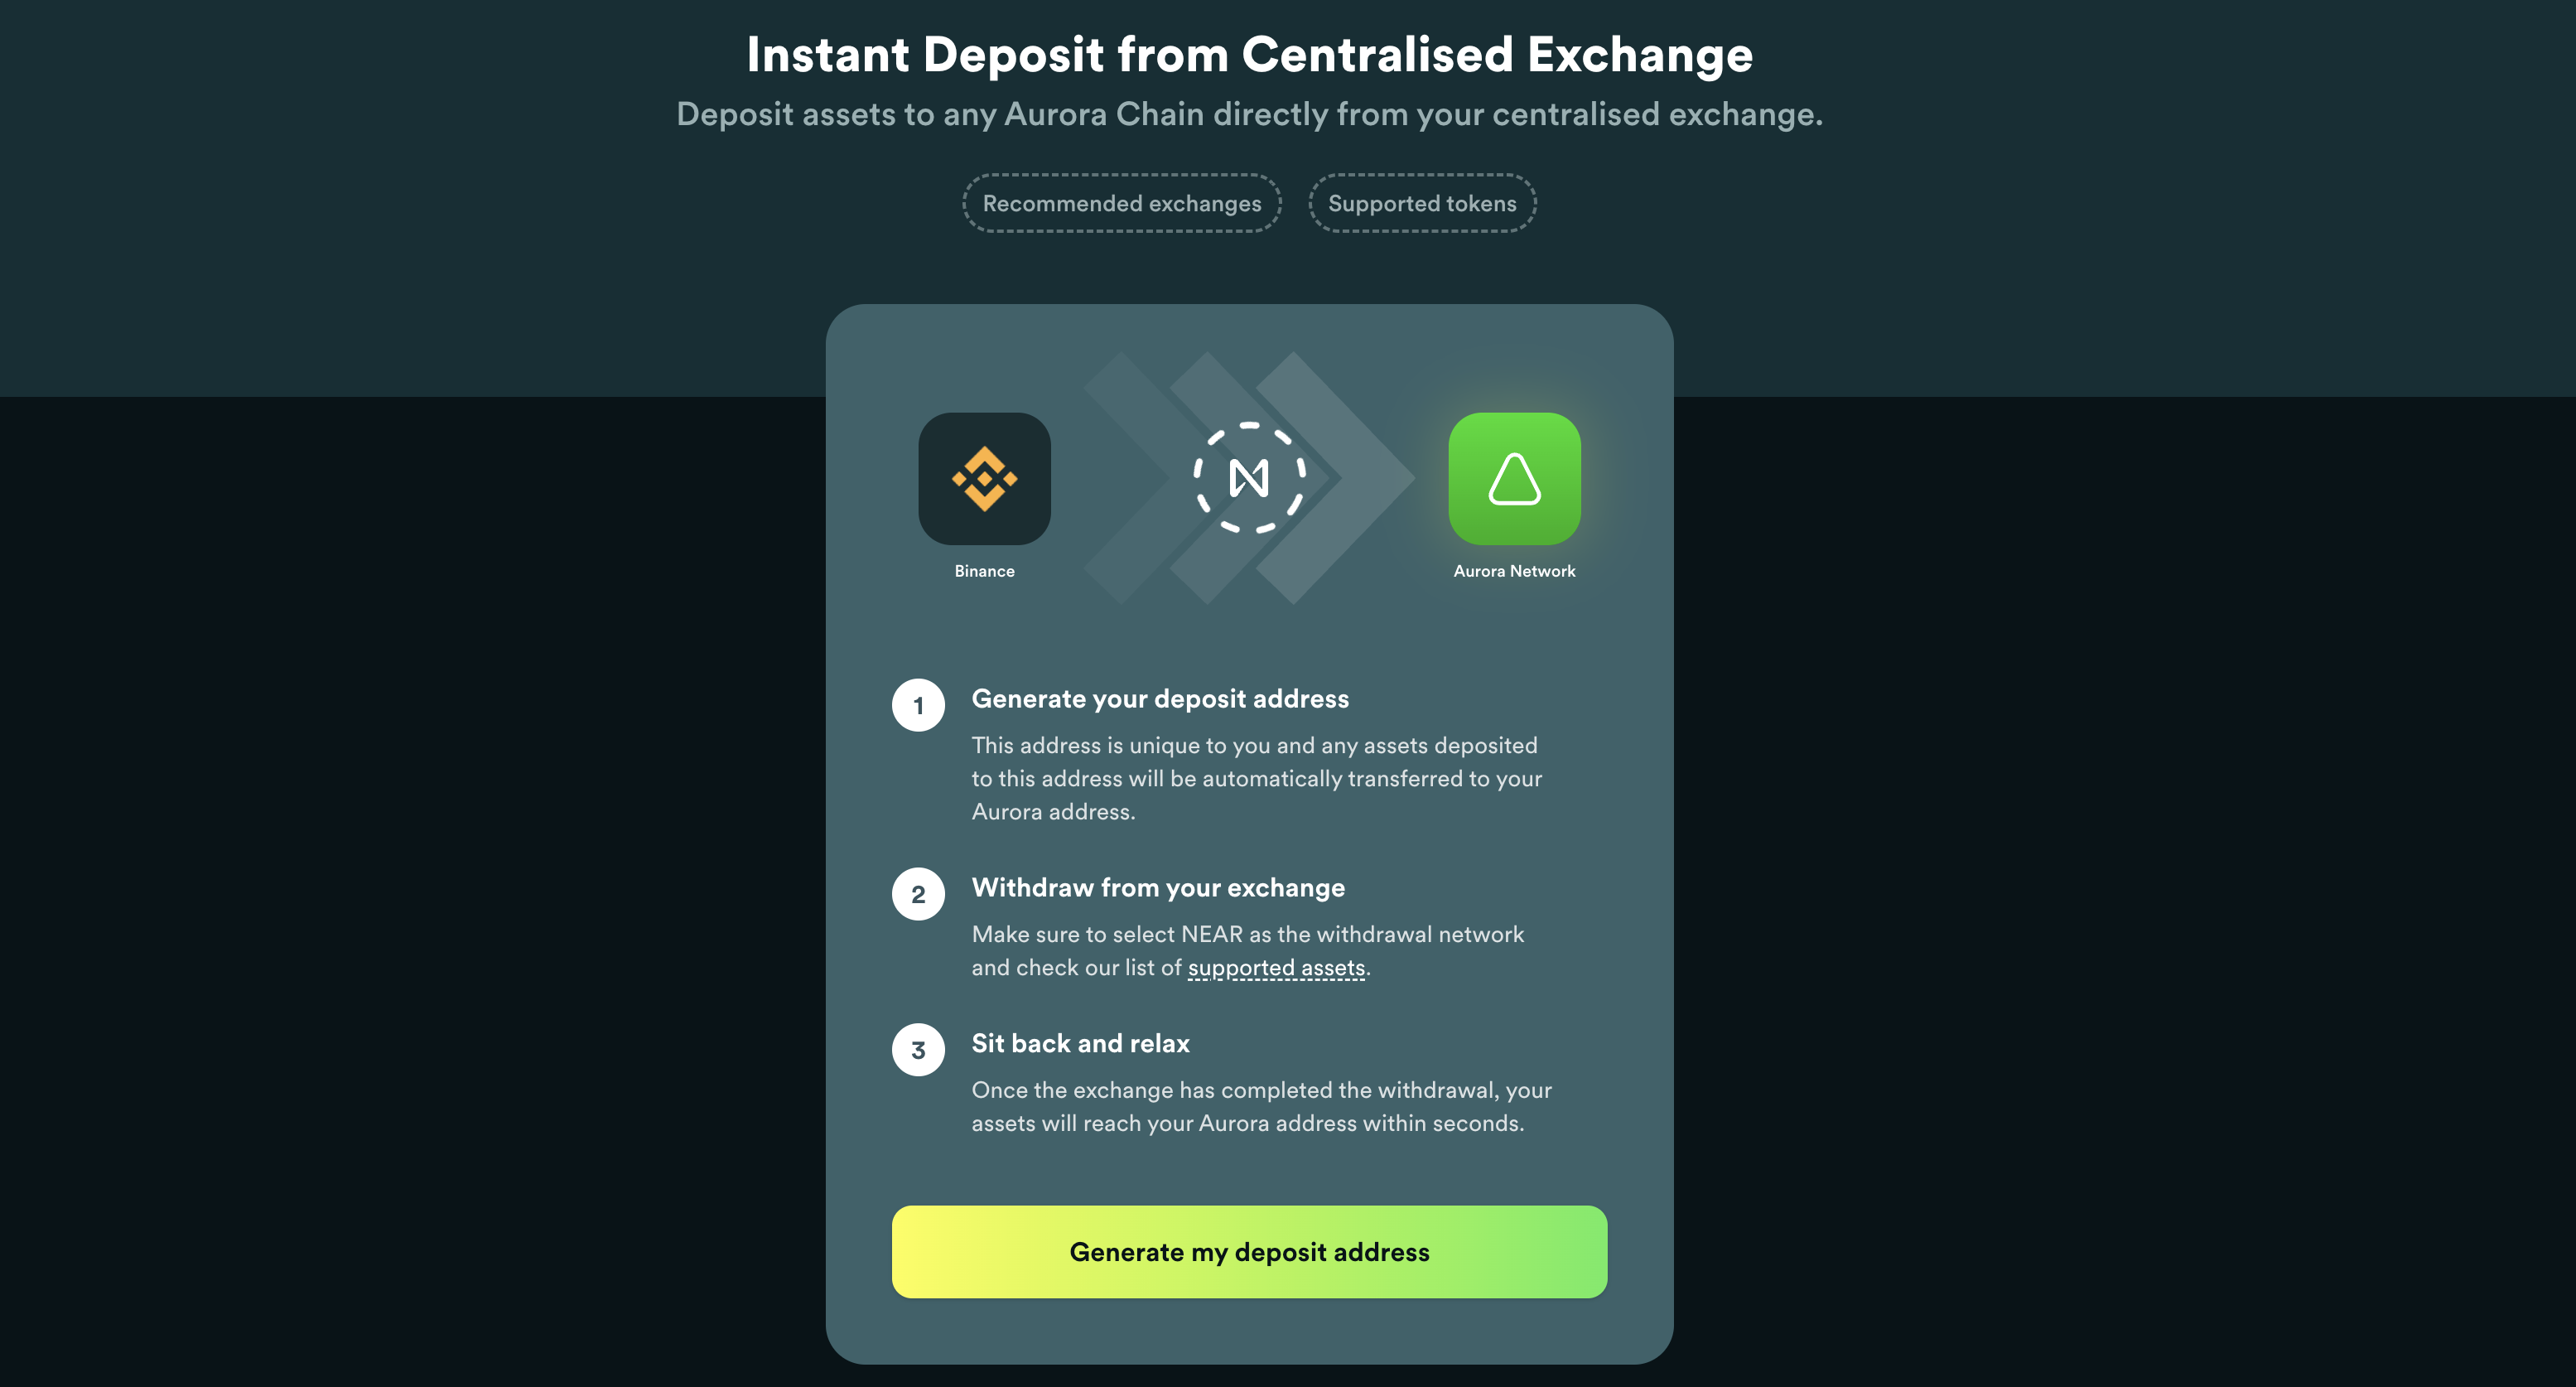 Instant Deposit from Centralised Exchange
Deposit assets to any Aurora Chain directly from your centralised exchange.
Recommended exchanges
Supported tokens
Binance
Aurora Network
1
Generate your deposit address
This address is unique to you and any assets deposited
to this address will be automatically transferred to your
Aurora address.
2
Withdraw from your exchange
Make sure to select NEAR as the withdrawal network
and check our list of supported assets.
3
Sit back and relax
Once the exchange has completed the withdrawal, your
assets will reach your Aurora address within seconds.
Generate my deposit address